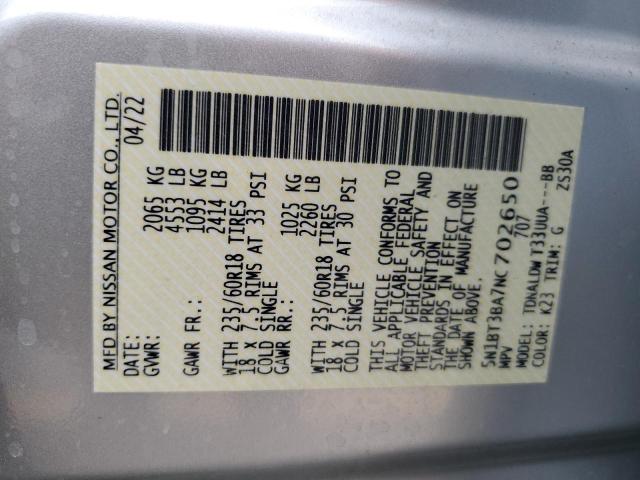 MFD BY NISSAN MOTOR CO., LTD.
DATE: 04/22
GVWR: 2065 KG
4553 LB
GAWR FR.: 1095 KG
2414 LB
WITH 235/60R18 TIRES
18 X 7.5 RIMS AT 33 PSI
COLD SINGLE
GAWR RR.: 1025 KG
2260 LB
WITH 235/60R18 TIRES
18 X 7.5 RIMS AT 30 PSI
COLD SINGLE
THIS VEHICLE CONFORMS TO
ALL APPLICABLE FEDERAL
MOTOR VEHICLE SAFETY AND
THEFT PREVENTION
STANDARDS IN EFFECT ON
THE DATE OF MANUFACTURE
SHOWN ABOVE.
5N1BT3BA7NC702650
MPV 707
MODEL: TDNALDW T33UUA---BB
COLOR: K23 TRIM: G ZS30A